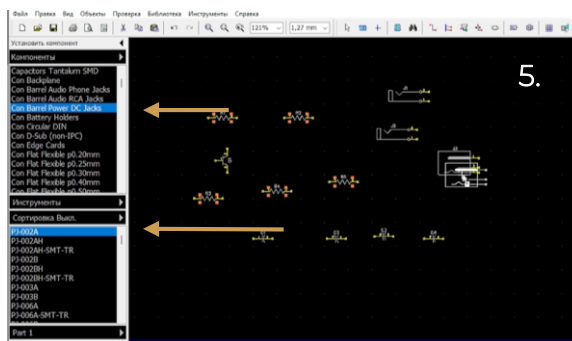 Файл Правка Вид Объекты Проверка Библиотека Инструменты Справка
121% 1,27 mm
Установить компонент
Компоненты
5.
Capacitors Tantalum SMD
Con Backplane
Con Barrel Audio Phone Jacks
Con Barrel Audio RCA Jacks
Con Barrel Power DC Jacks
Con Battery Holders
Con Circular DIN
Con D-Sub (non-IPC)
Con Edge Cards
Con Flat Flexible p0.20mm
Con Flat Flexible p0.25mm
Con Flat Flexible p0.30mm
Con Flat Flexible p0.40mm
Con Flat Flexible p0.50mm
Инструменты
Сортировка Выкл.
PJ-002A
PJ-002AH
PJ-002AH-SMT-TR
PJ-002B
PJ-002BH
PJ-002BH-SMT-TR
PJ-003A
PJ-003B
PJ-006A
PJ-006A-SMT-TR
Part 1